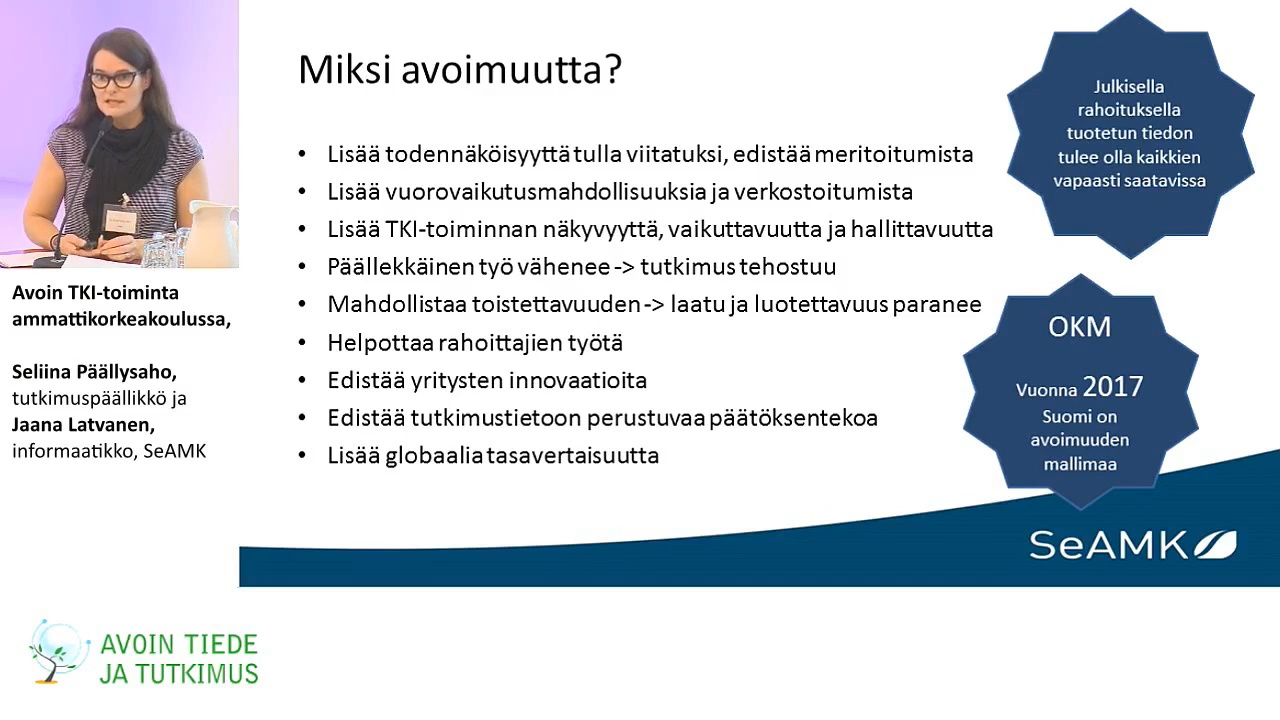 Miksi avoimuutta?
• Lisää todennäköisyyttä tulla viitatuksi, edistää meritoitumista
• Lisää vuorovaikutusmahdollisuuksia ja verkostoitumista
• Lisää TKI-toiminnan näkyvyyttä, vaikuttavuutta ja hallittavuutta
• Päällekkäinen työ vähenee -> tutkimus tehostuu
• Mahdollistaa toistettavuuden -> laatu ja luotettavuus paranee
• Helpottaa rahoittajien työtä
• Edistää yritysten innovaatioita
• Edistää tutkimustietoon perustuvaa päätöksentekoa
• Lisää globaalia tasavertaisuutta
Julkisella
rahoituksella
tuotetun tiedon
tulee olla kaikkien
vapaasti saatavissa
OKM
Vuonna 2017
Suomi on
avoimuuden
mallimaa
SeAMK
Avoin TKI-toiminta
ammattikorkeakoulussa,
Seliina Päällysaho,
tutkimuspäällikkö ja
Jaana Latvanen,
informaatikko, SeAMK
AVOIN TIEDE
JA TUTKIMUS